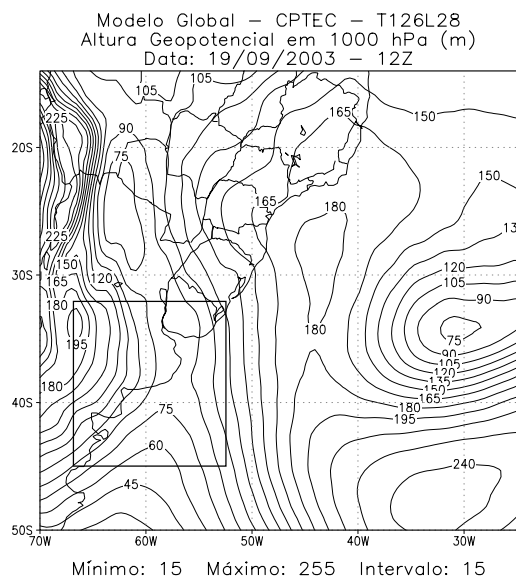 Modelo Global – CPTEC – T126L28
Altura Geopotencial em 1000 hPa (m)
Data: 19/09/2003 – 12Z
105
105
225
90
165
150
20S
75
150
165
180
225
150
120
120
30S
165
105
180
90
180
195
75
90
105
120
135
150
180
165
40S
75
180
195
60
240
45
50S
70W
60W
50W
40W
30W
Mínimo: 15 Máximo: 255 Intervalo: 15